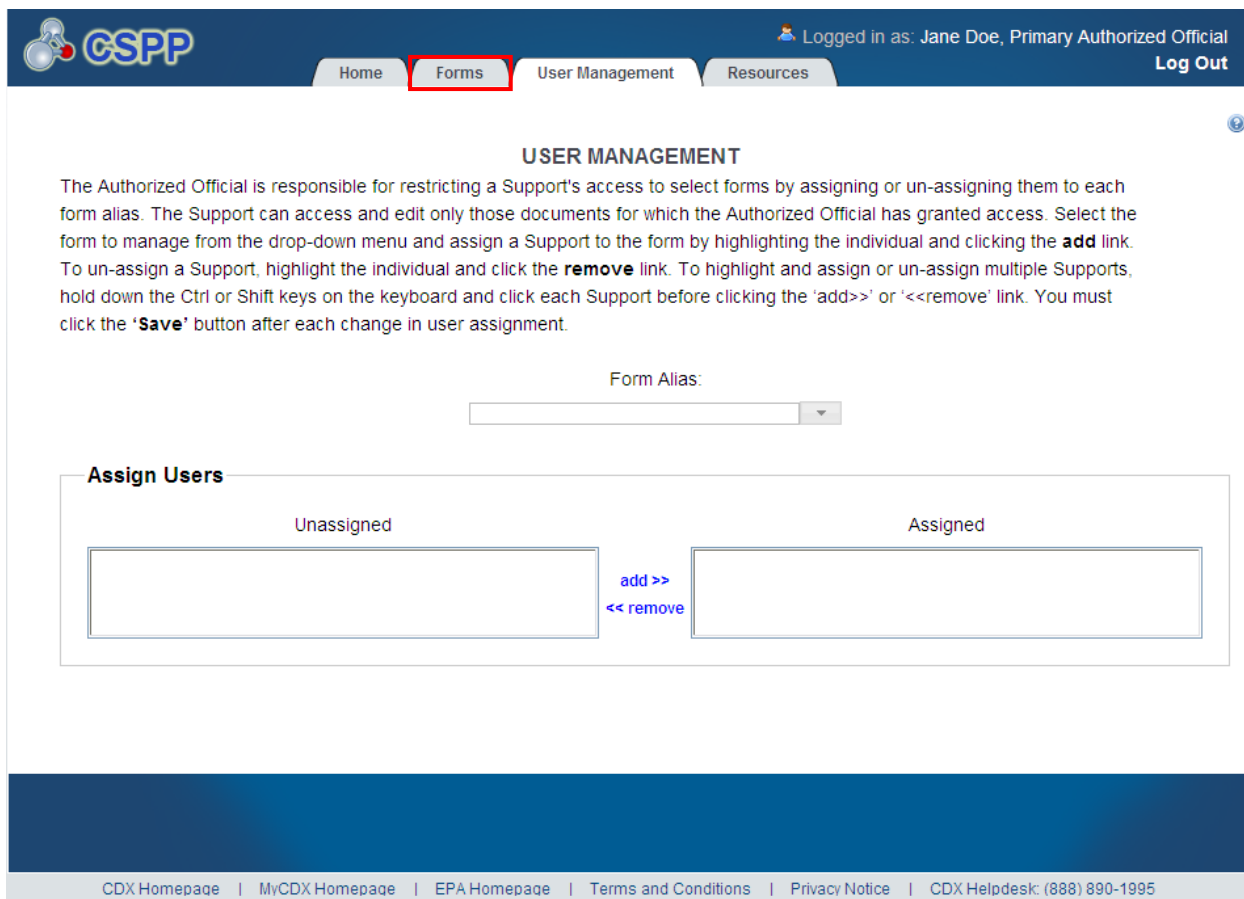 CSPP
Logged in as: Jane Doe, Primary Authorized Official
Log Out
Home Forms User Management Resources
USER MANAGEMENT
The Authorized Official is responsible for restricting a Support's access to select forms by assigning or un-assigning them to each
form alias. The Support can access and edit only those documents for which the Authorized Official has granted access. Select the
form to manage from the drop-down menu and assign a Support to the form by highlighting the individual and clicking the add link.
To un-assign a Support, highlight the individual and click the remove link. To highlight and assign or un-assign multiple Supports,
hold down the Ctrl or Shift keys on the keyboard and click each Support before clicking the ‘add>>’ or ‘<<remove’ link. You must
click the ‘Save’ button after each change in user assignment.
Form Alias:
Assign Users
Unassigned Assigned
add >>
<< remove
CDX Homepage | MyCDX Homepage | EPA Homepage | Terms and Conditions | Privacy Notice | CDX Helpdesk: (888) 890-1995